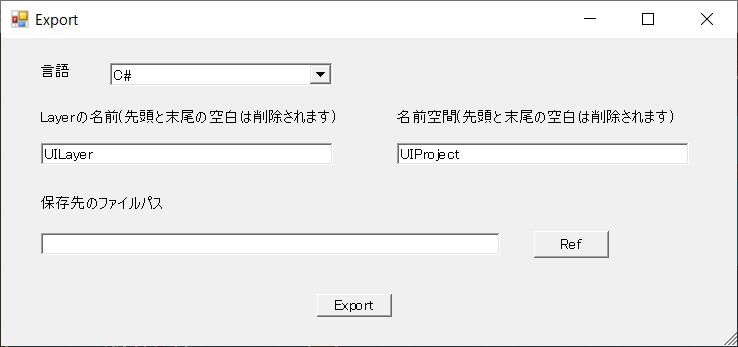 Export
言語
C#
Layerの名前(先頭と末尾の空白は削除されます)
名前空間(先頭と末尾の空白は削除されます)
UILayer
UIProject
保存先のファイルパス
Ref
Export